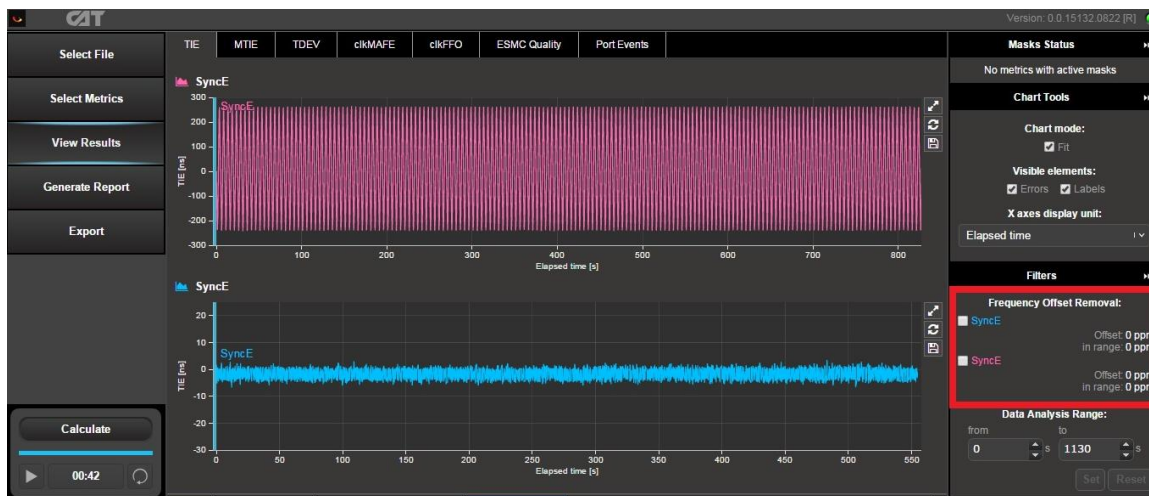 CAT
Version: 0.0.15132.0822 [R]
Select File
Select Metrics
View Results
Generate Report
Export
Calculate
00:42
TIE MTIE TDEV clkMAFE clkFFO ESMC Quality Port Events
SyncE
SyncE
TIE [ns]
300
200
100
0
-100
-200
-300
0 100 200 300 400 500 600 700 800
Elapsed time [s]
SyncE
SyncE
TIE [ns]
20
10
0
-10
-20
-30
0 50 100 150 200 250 300 350 400 450 500 550
Elapsed time [s]
Masks Status
No metrics with active masks
Chart Tools
Chart mode:
Fit
Visible elements:
Errors Labels
X axes display unit:
Elapsed time
Filters
Frequency Offset Removal:
SyncE
Offset: 0 ppm
in range: 0 ppm
SyncE
Offset: 0 ppm
in range: 0 ppm
Data Analysis Range:
from to
0 s 1130 s
Set Reset